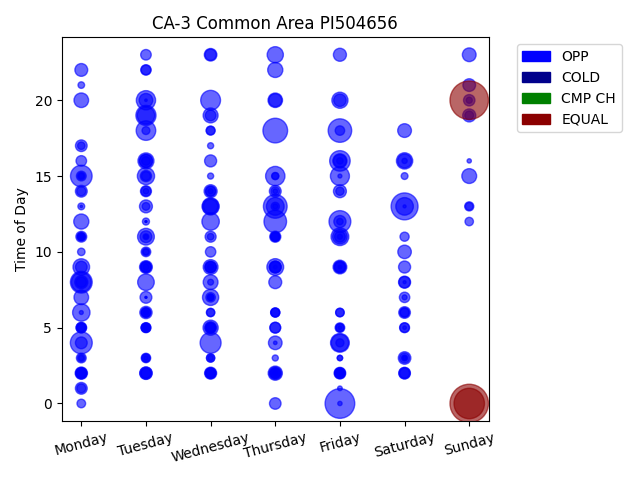 CA-3 Common Area PI504656
OPP
COLD
CMP CH
EQUAL
Time of Day
20
15
10
5
0
Monday Tuesday Wednesday Thursday Friday Saturday Sunday